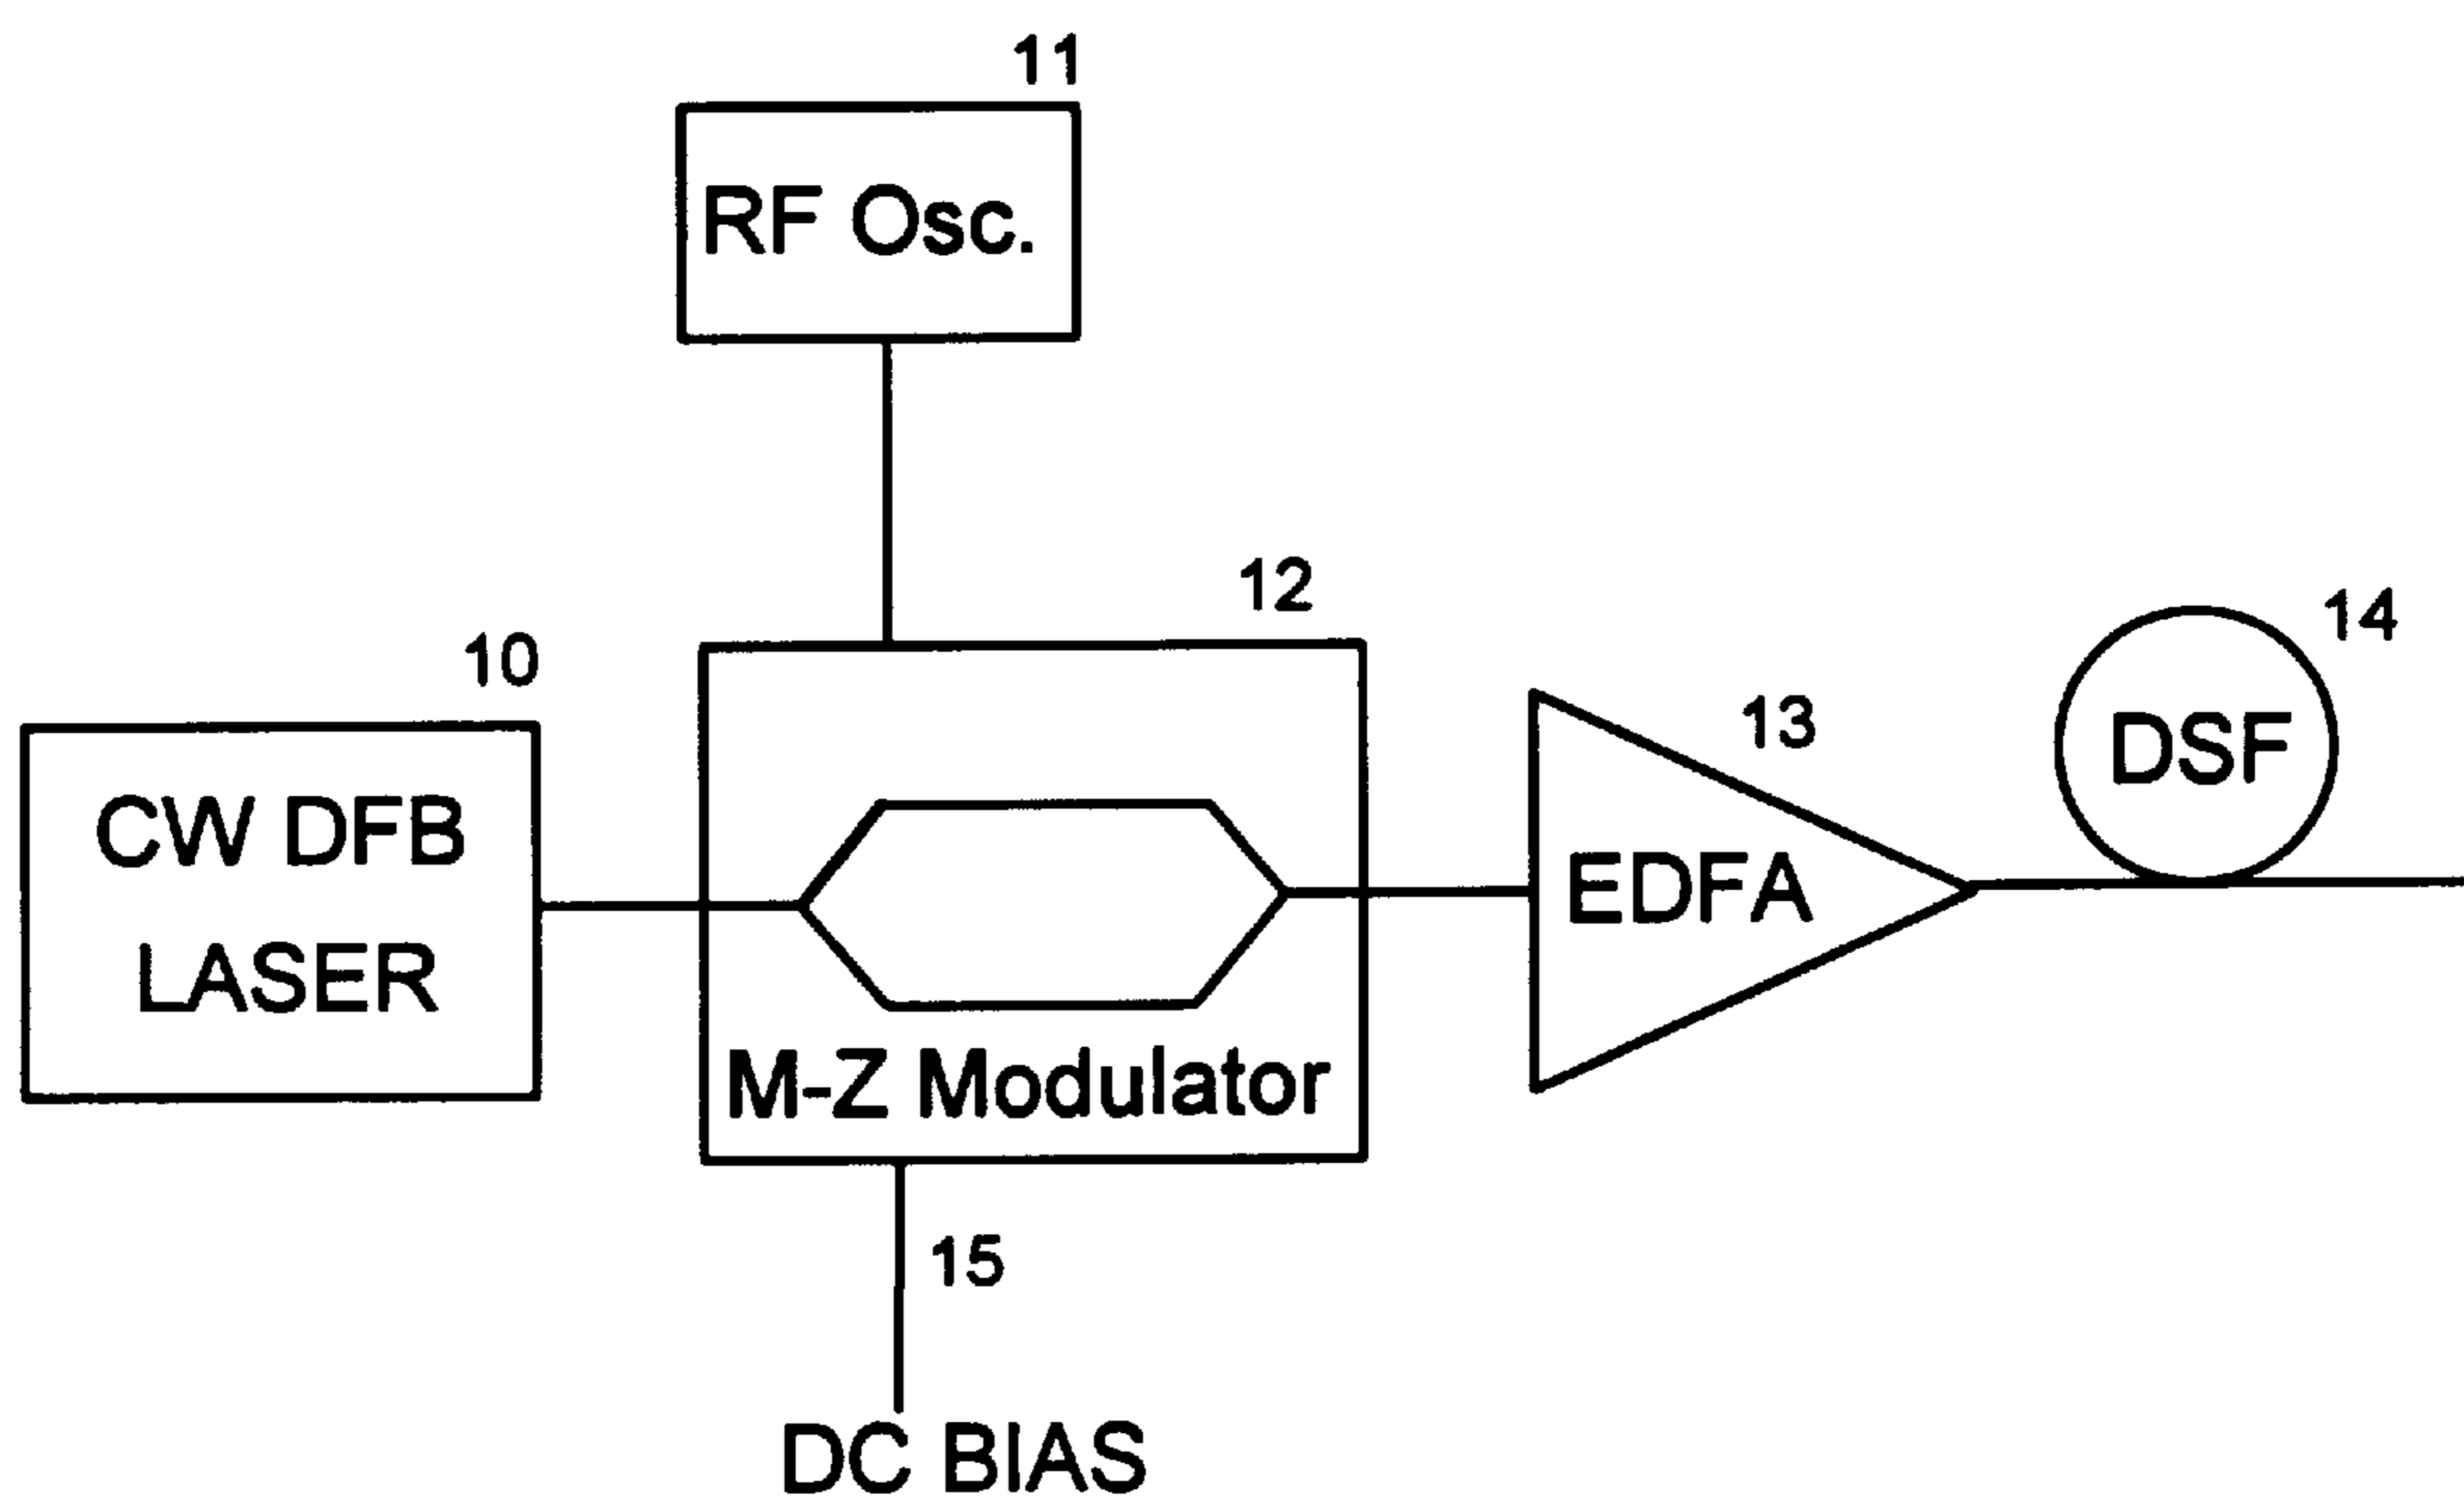 11
RF Osc.
12
10
14
13
CW DFB
LASER
DSF
EDFA
M-Z Modulator
15
DC BIAS